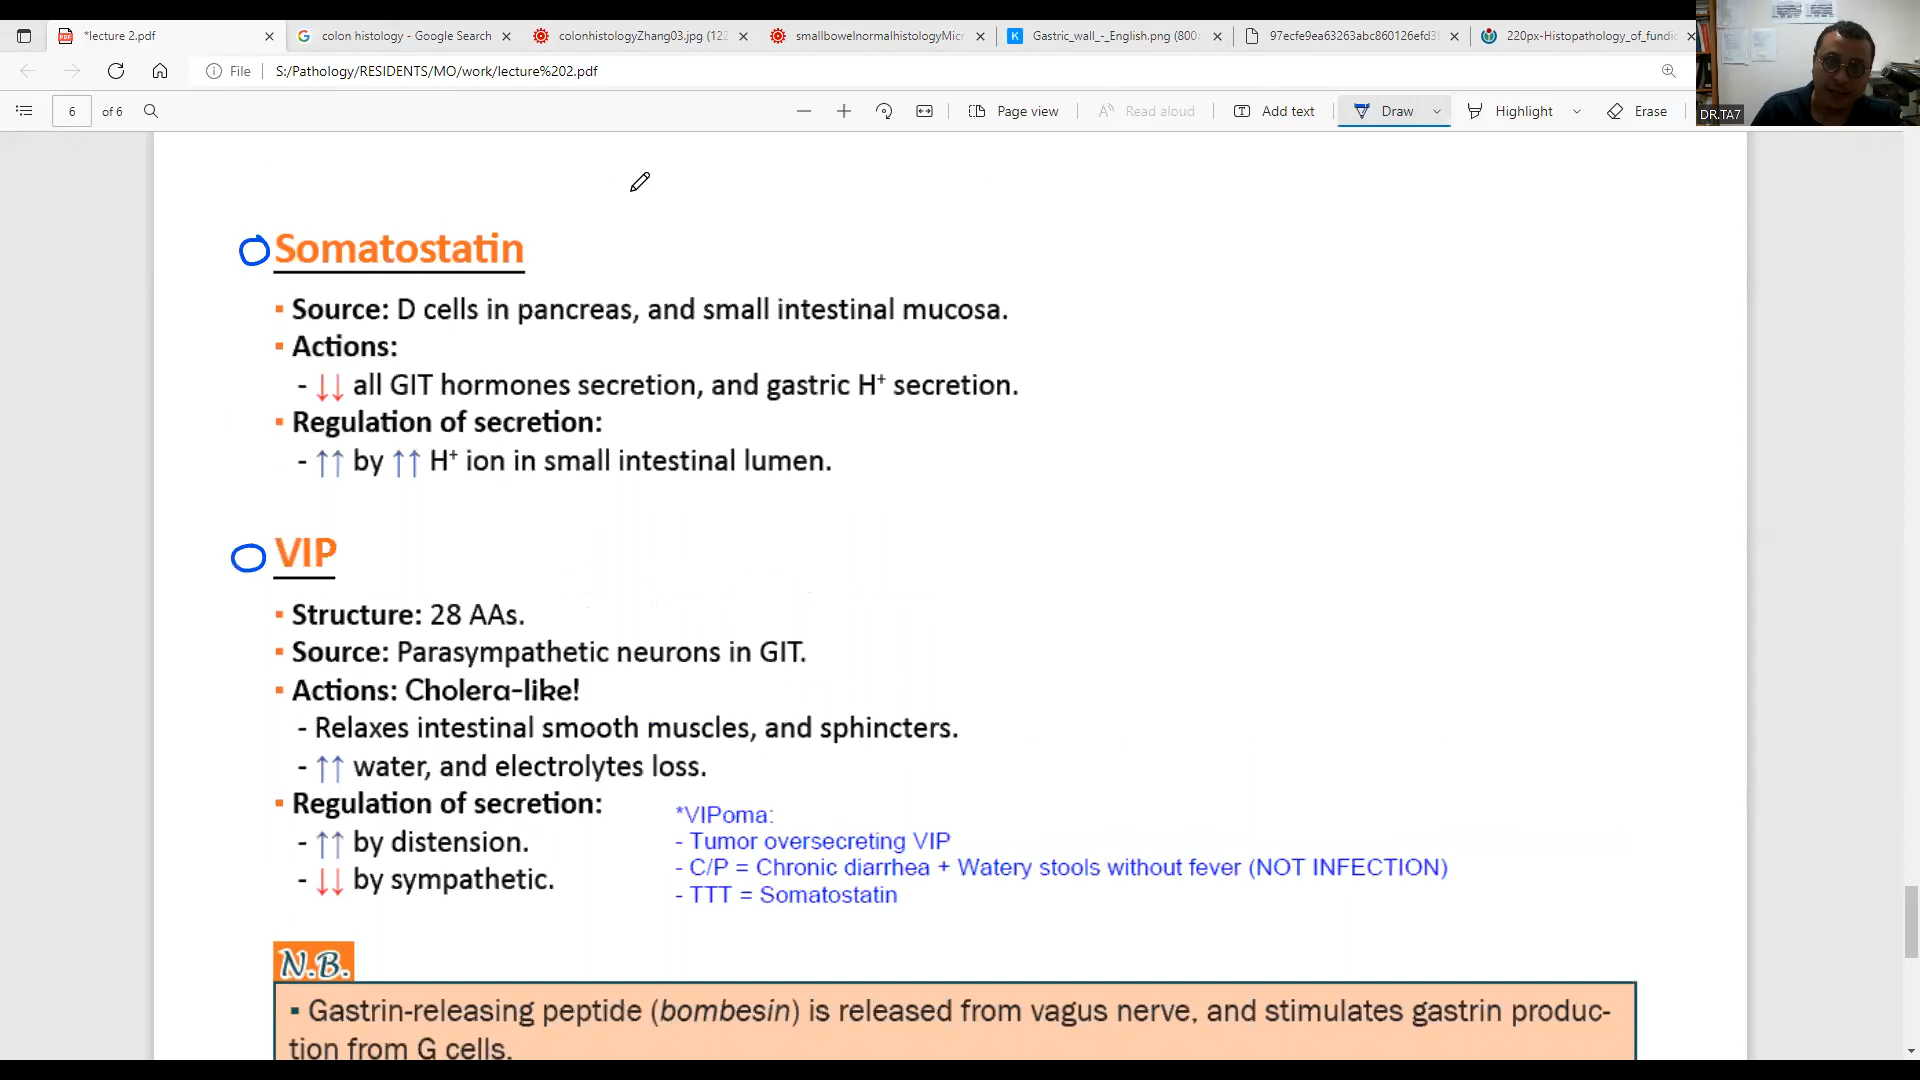 *lecture 2.pdf
colon histology - Google Search
colonhistologyZhang03.jpg (122
smallbowelnormalhistologyMicr
Gastric_wall_-_English.png (800×
220px-Histopathology_of_fundic
File
S:/Pathology/RESIDENTS/MO/work/lecture%202.pdf
6 of 6
Page view
Read aloud
Add text
Draw
Highlight
Erase
DR.TA7
Somatostatin
▪ Source: D cells in pancreas, and small intestinal mucosa.
▪ Actions:
- ↓↓ all GIT hormones secretion, and gastric H⁺ secretion.
▪ Regulation of secretion:
- ↑↑ by ↑↑ H⁺ ion in small intestinal lumen.
VIP
▪ Structure: 28 AAs.
▪ Source: Parasympathetic neurons in GIT.
▪ Actions: Cholera-like!
- Relaxes intestinal smooth muscles, and sphincters.
- ↑↑ water, and electrolytes loss.
▪ Regulation of secretion:
- ↑↑ by distension.
- ↓↓ by sympathetic.
*VIPoma:
- Tumor oversecreting VIP
- C/P = Chronic diarrhea + Watery stools without fever (NOT INFECTION)
- TTT = Somatostatin
N.B.
▪ Gastrin-releasing peptide (bombesin) is released from vagus nerve, and stimulates gastrin produc-
tion from G cells.